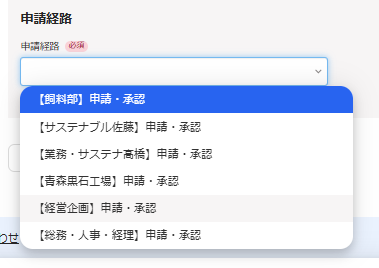 申請経路
申請経路 必須
【飼料部】申請・承認
【サステナブル佐藤】申請・承認
【業務・サステナ高橋】申請・承認
【青森黒石工場】申請・承認
【経営企画】申請・承認
【総務・人事・経理】申請・承認
わせ